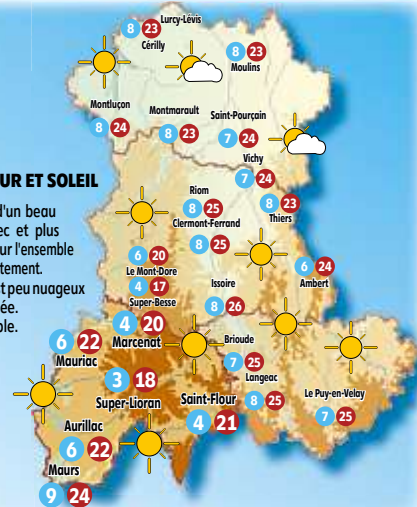 Lurcy-Lévis
8 23
Cérilly
8 23
Moulins
Montluçon
8 24
Montmarault
8 23
Saint-Pourçain
7 24
Vichy
7 24
UR ET SOLEIL
d'un beau
ec et plus
ur l'ensemble
tement.
t peu nuageux
ée.
ble.
Riom
8 25
Clermont-Ferrand
8 25
8 23
Thiers
6 20
Le Mont-Dore
4 17
Super-Besse
Issoire
8 26
6 24
Ambert
4 20
Marcenat
6 22
Mauriac
Brioude
7 25
Langeac
8 25
3 18
Super-Lioran
Saint-Flour
4 21
Le Puy-en-Velay
7 25
Aurillac
6 22
Maurs
9 24